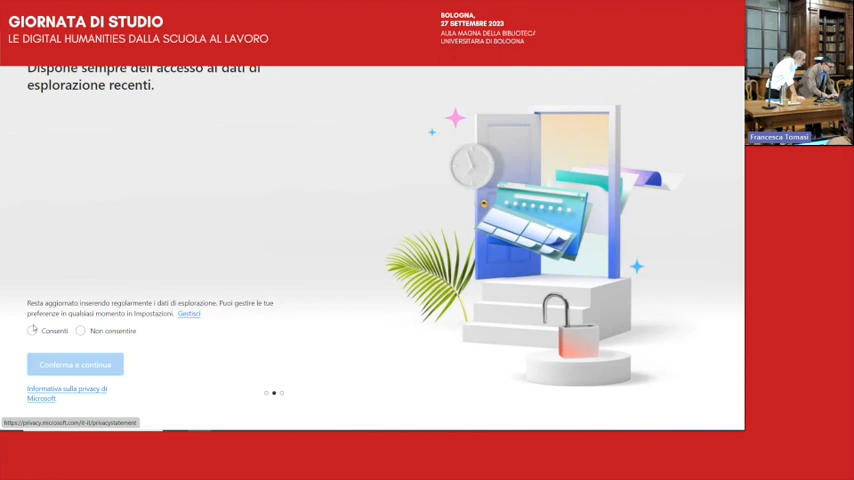 GIORNATA DI STUDIO
LE DIGITAL HUMANITIES DALLA SCUOLA AL LAVORO
BOLOGNA,
27 SETTEMBRE 2023
AULA MAGNA DELLA BIBLIOTECA
UNIVERSITARIA DI BOLOGNA
Francesca Tomasi
Dispone sempre dell'accesso ai dati di
esplorazione recenti.
Resta aggiornato inserendo regolarmente i dati di esplorazione. Puoi gestire le tue
preferenze in qualsiasi momento in Impostazioni. Gestisci
Consenti Non consentire
Conferma e continua
Informativa sulla privacy di
Microsoft
https://privacy.microsoft.com/it-it/privacystatement